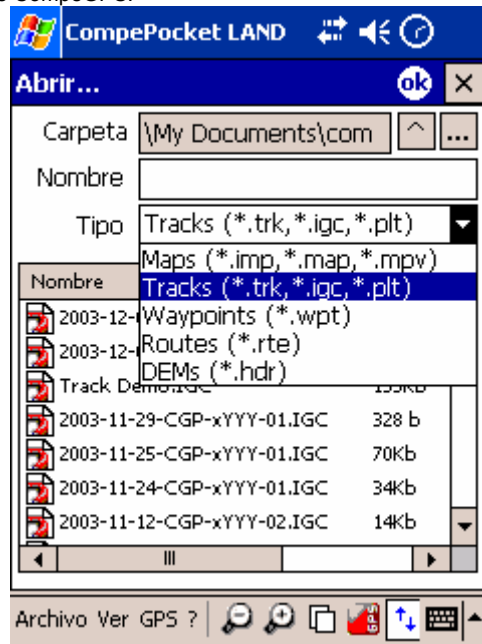 CompePocket LAND
Abrir... ok
Carpeta \My Documents\com ...
Nombre
Tipo Tracks (*.trk,*.igc,*.plt)
Maps (*.imp,*.map,*.mpv)
Tracks (*.trk,*.igc,*.plt)
Waypoints (*.wpt)
Routes (*.rte)
DEMs (*.hdr)
Nombre
2003-12-
2003-12-
Track Demo.IGC 155Kb
2003-11-29-CGP-xYYY-01.IGC 328 b
2003-11-25-CGP-xYYY-01.IGC 70Kb
2003-11-24-CGP-xYYY-01.IGC 34Kb
2003-11-12-CGP-xYYY-02.IGC 14Kb
Archivo Ver GPS ?